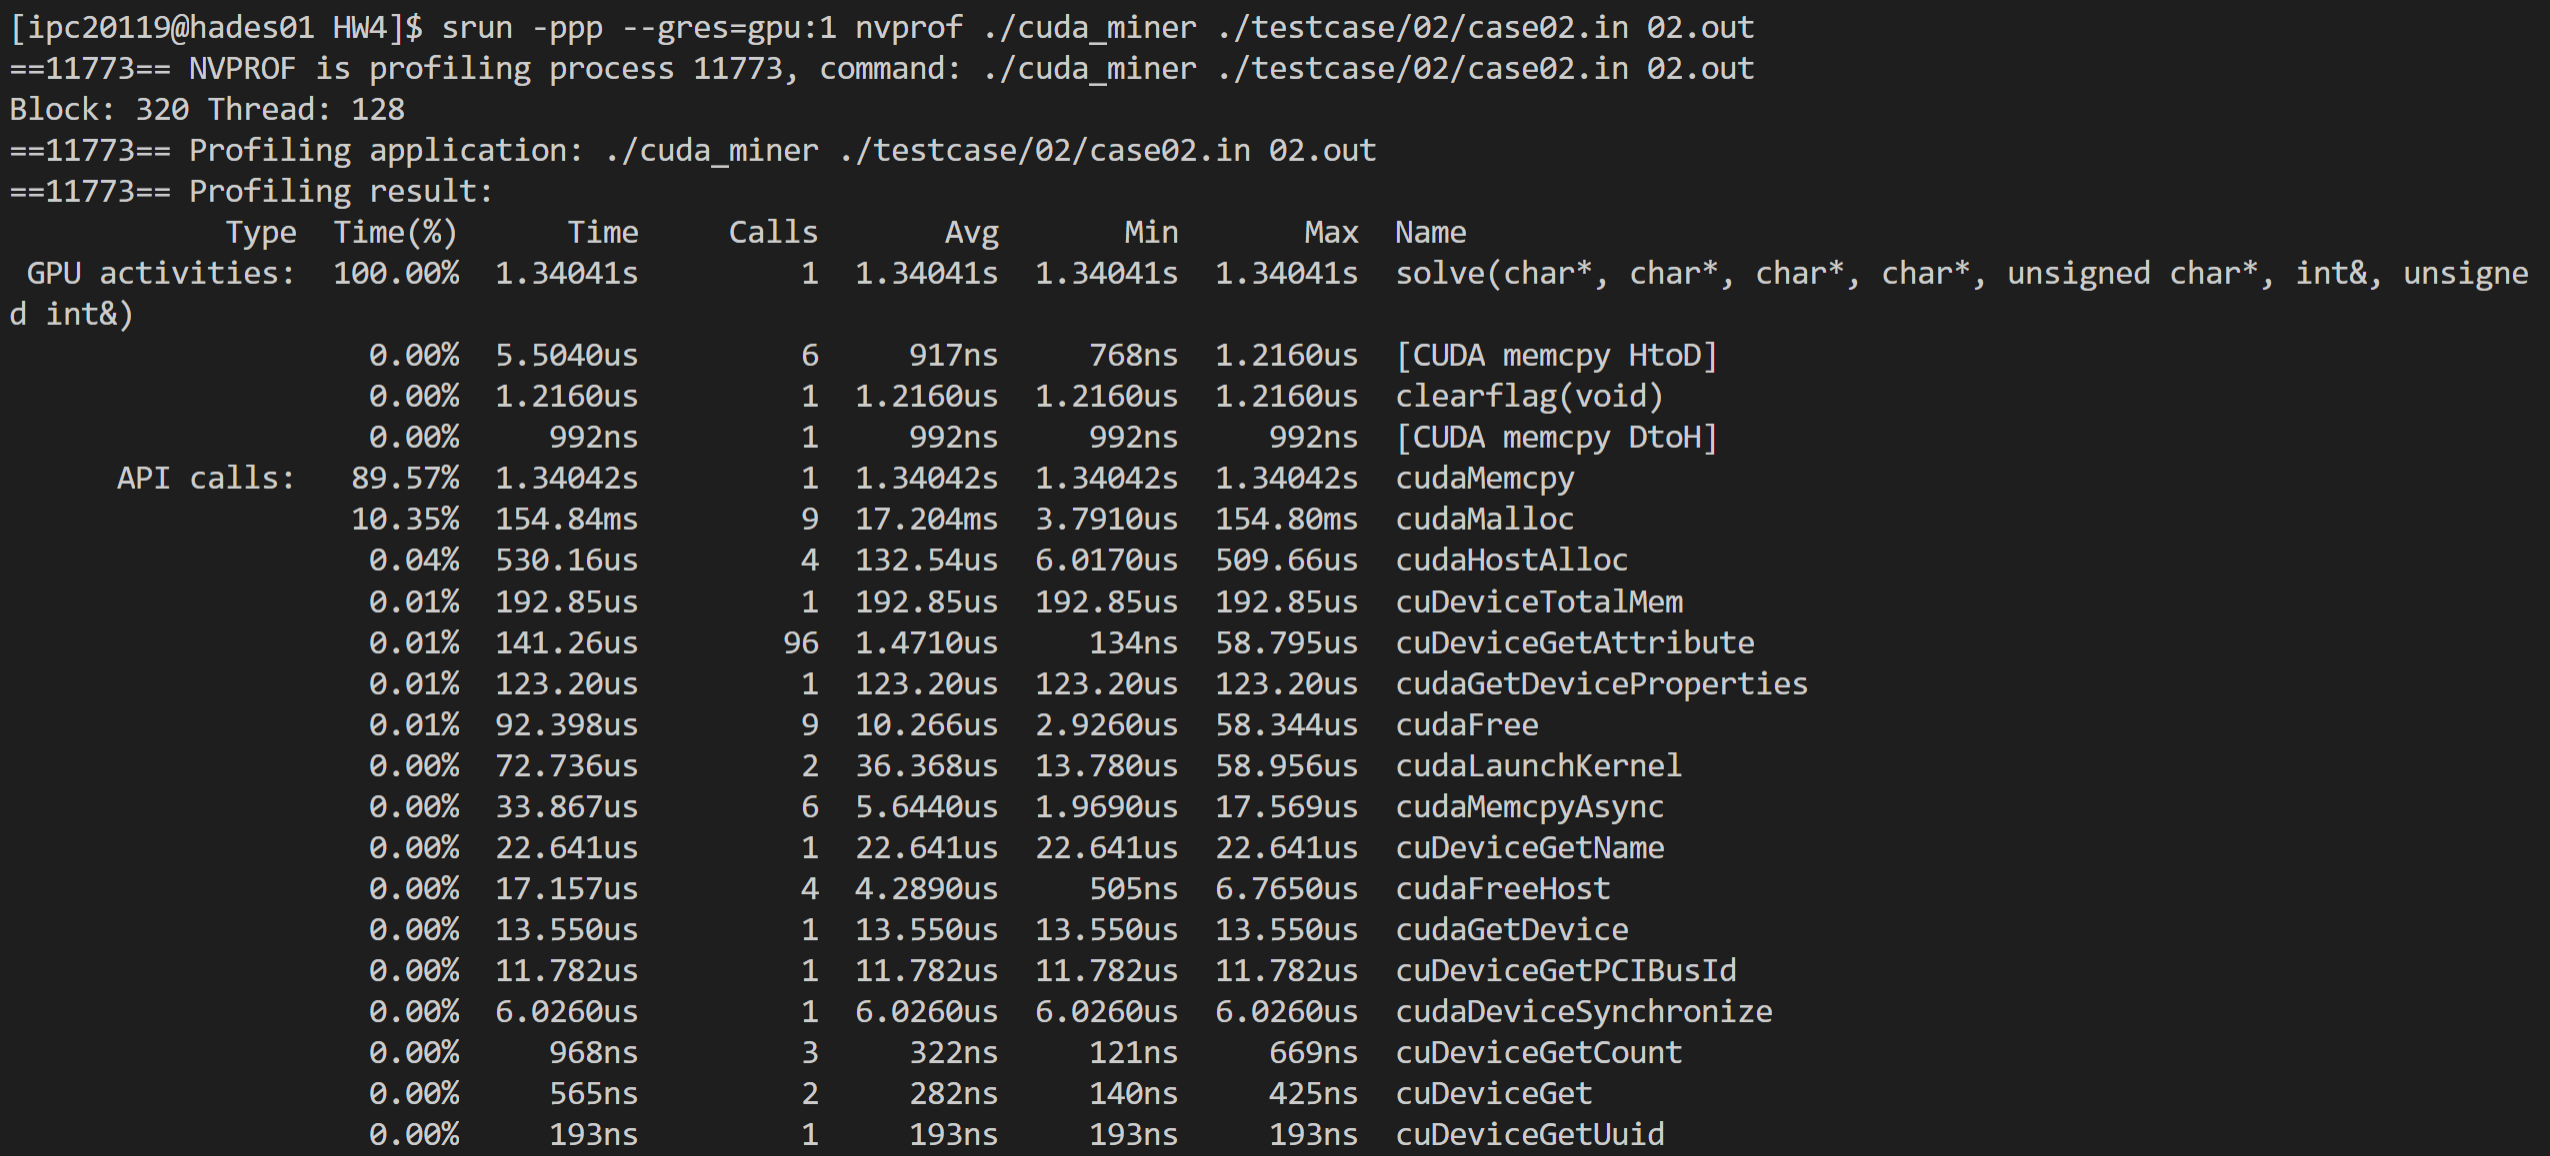 [ipc20119@hades01 HW4]$ srun -ppp --gres=gpu:1 nvprof ./cuda_miner ./testcase/02/case02.in 02.out
==11773== NVPROF is profiling process 11773, command: ./cuda_miner ./testcase/02/case02.in 02.out
Block: 320 Thread: 128
==11773== Profiling application: ./cuda_miner ./testcase/02/case02.in 02.out
==11773== Profiling result:
            Type  Time(%)      Time     Calls       Avg       Min       Max  Name
 GPU activities:  100.00%  1.34041s         1  1.34041s  1.34041s  1.34041s  solve(char*, char*, char*, char*, unsigned char*, int&, unsigne
d int&)
                    0.00%  5.5040us         6     917ns     768ns  1.2160us  [CUDA memcpy HtoD]
                    0.00%  1.2160us         1  1.2160us  1.2160us  1.2160us  clearflag(void)
                    0.00%     992ns         1     992ns     992ns     992ns  [CUDA memcpy DtoH]
      API calls:   89.57%  1.34042s         1  1.34042s  1.34042s  1.34042s  cudaMemcpy
                   10.35%  154.84ms         9  17.204ms  3.7910us  154.80ms  cudaMalloc
                    0.04%  530.16us         4  132.54us  6.0170us  509.66us  cudaHostAlloc
                    0.01%  192.85us         1  192.85us  192.85us  192.85us  cuDeviceTotalMem
                    0.01%  141.26us        96  1.4710us     134ns  58.795us  cuDeviceGetAttribute
                    0.01%  123.20us         1  123.20us  123.20us  123.20us  cudaGetDeviceProperties
                    0.01%  92.398us         9  10.266us  2.9260us  58.344us  cudaFree
                    0.00%  72.736us         2  36.368us  13.780us  58.956us  cudaLaunchKernel
                    0.00%  33.867us         6  5.6440us  1.9690us  17.569us  cudaMemcpyAsync
                    0.00%  22.641us         1  22.641us  22.641us  22.641us  cuDeviceGetName
                    0.00%  17.157us         4  4.2890us     505ns  6.7650us  cudaFreeHost
                    0.00%  13.550us         1  13.550us  13.550us  13.550us  cudaGetDevice
                    0.00%  11.782us         1  11.782us  11.782us  11.782us  cuDeviceGetPCIBusId
                    0.00%  6.0260us         1  6.0260us  6.0260us  6.0260us  cudaDeviceSynchronize
                    0.00%     968ns         3     322ns     121ns     669ns  cuDeviceGetCount
                    0.00%     565ns         2     282ns     140ns     425ns  cuDeviceGet
                    0.00%     193ns         1     193ns     193ns     193ns  cuDeviceGetUuid